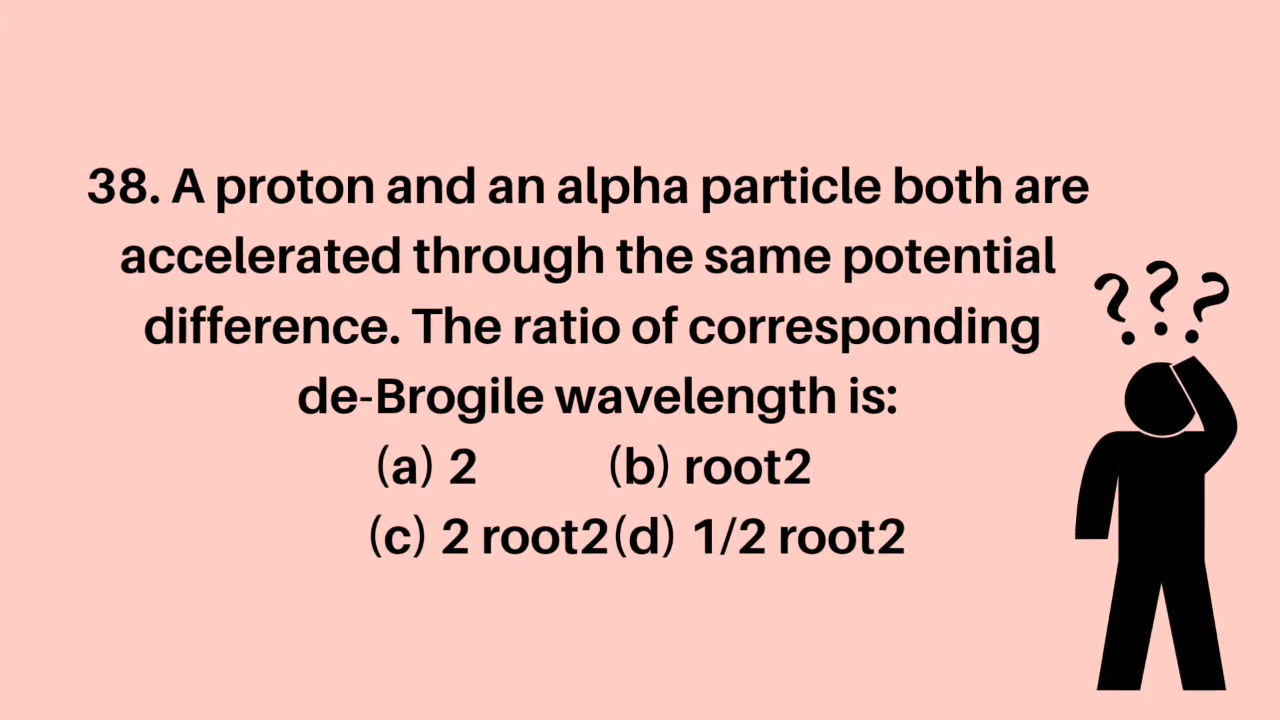 38. A proton and an alpha particle both are
accelerated through the same potential
difference. The ratio of corresponding
de-Brogile wavelength is:
(a) 2 (b) root2
(c) 2 root2(d) 1/2 root2
???